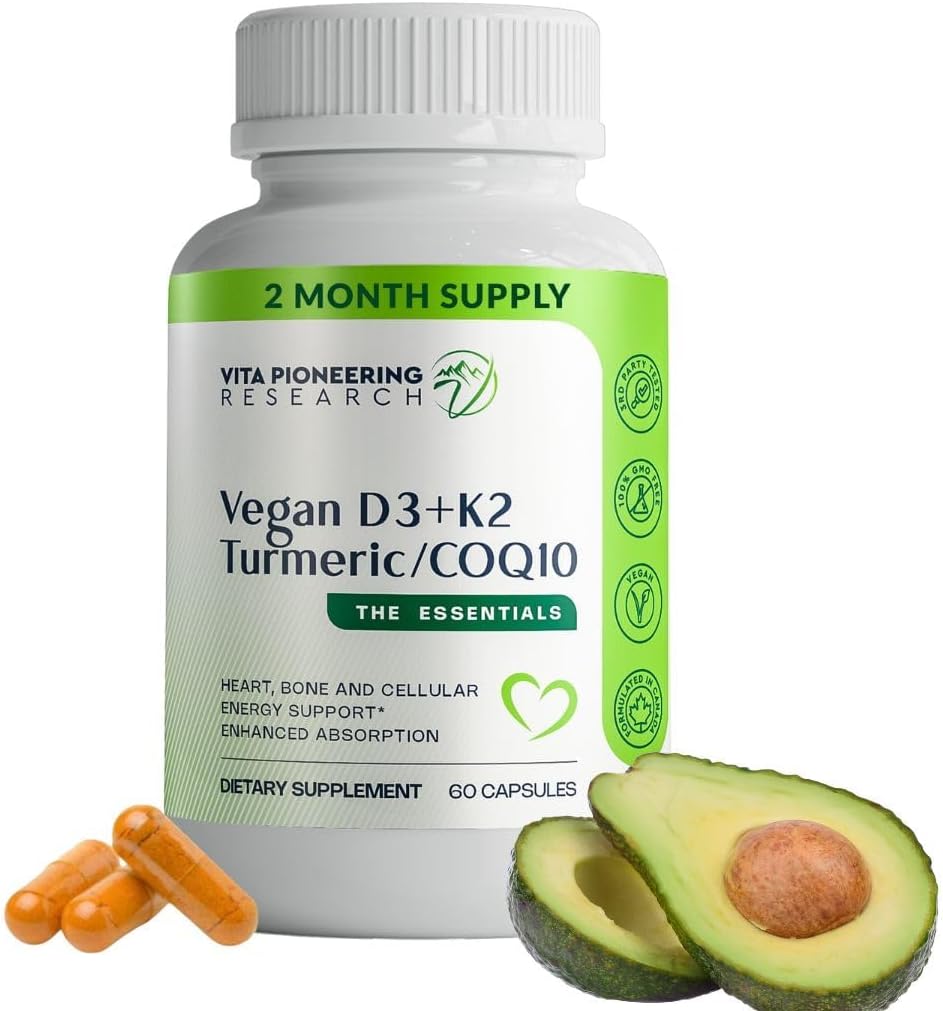 2 MONTH SUPPLY
VITA PIONEERING
RESEARCH
3RD PARTY TESTED
100% GMO FREE
Vegan D3+K2
Turmeric/COQ10
VEGAN
THE ESSENTIALS
HEART, BONE AND CELLULAR
ENERGY SUPPORT*
ENHANCED ABSORPTION
FORMULATED IN CANADA
DIETARY SUPPLEMENT 60 CAPSULES